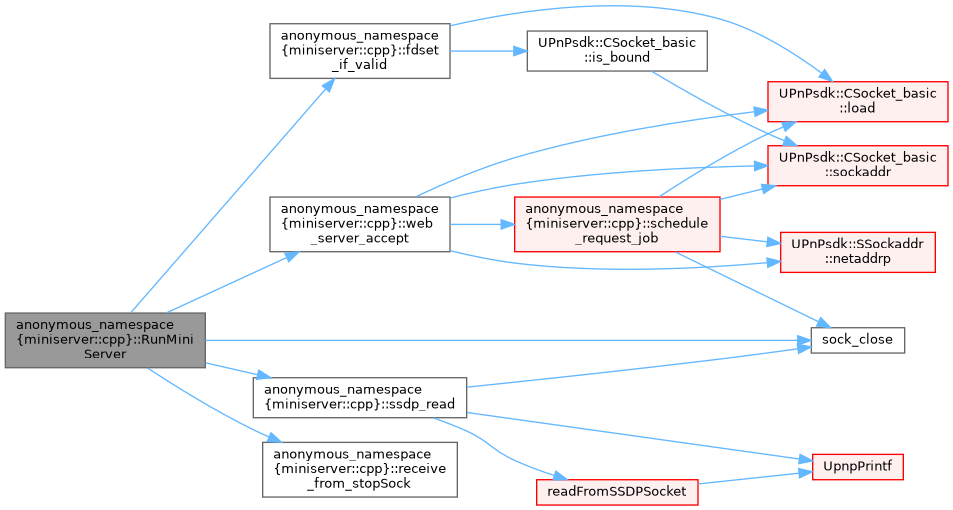 anonymous_namespace
{miniserver::cpp}::fdset
_if_valid
UPnPsdk::CSocket_basic
::is_bound
UPnPsdk::CSocket_basic
::load
UPnPsdk::CSocket_basic
::sockaddr
anonymous_namespace
{miniserver::cpp}::web
_server_accept
anonymous_namespace
{miniserver::cpp}::schedule
_request_job
UPnPsdk::SSockaddr
::netaddrp
anonymous_namespace
{miniserver::cpp}::RunMini
Server
sock_close
anonymous_namespace
{miniserver::cpp}::ssdp_read
anonymous_namespace
{miniserver::cpp}::receive
_from_stopSock
readFromSSDPSocket
UpnpPrintf